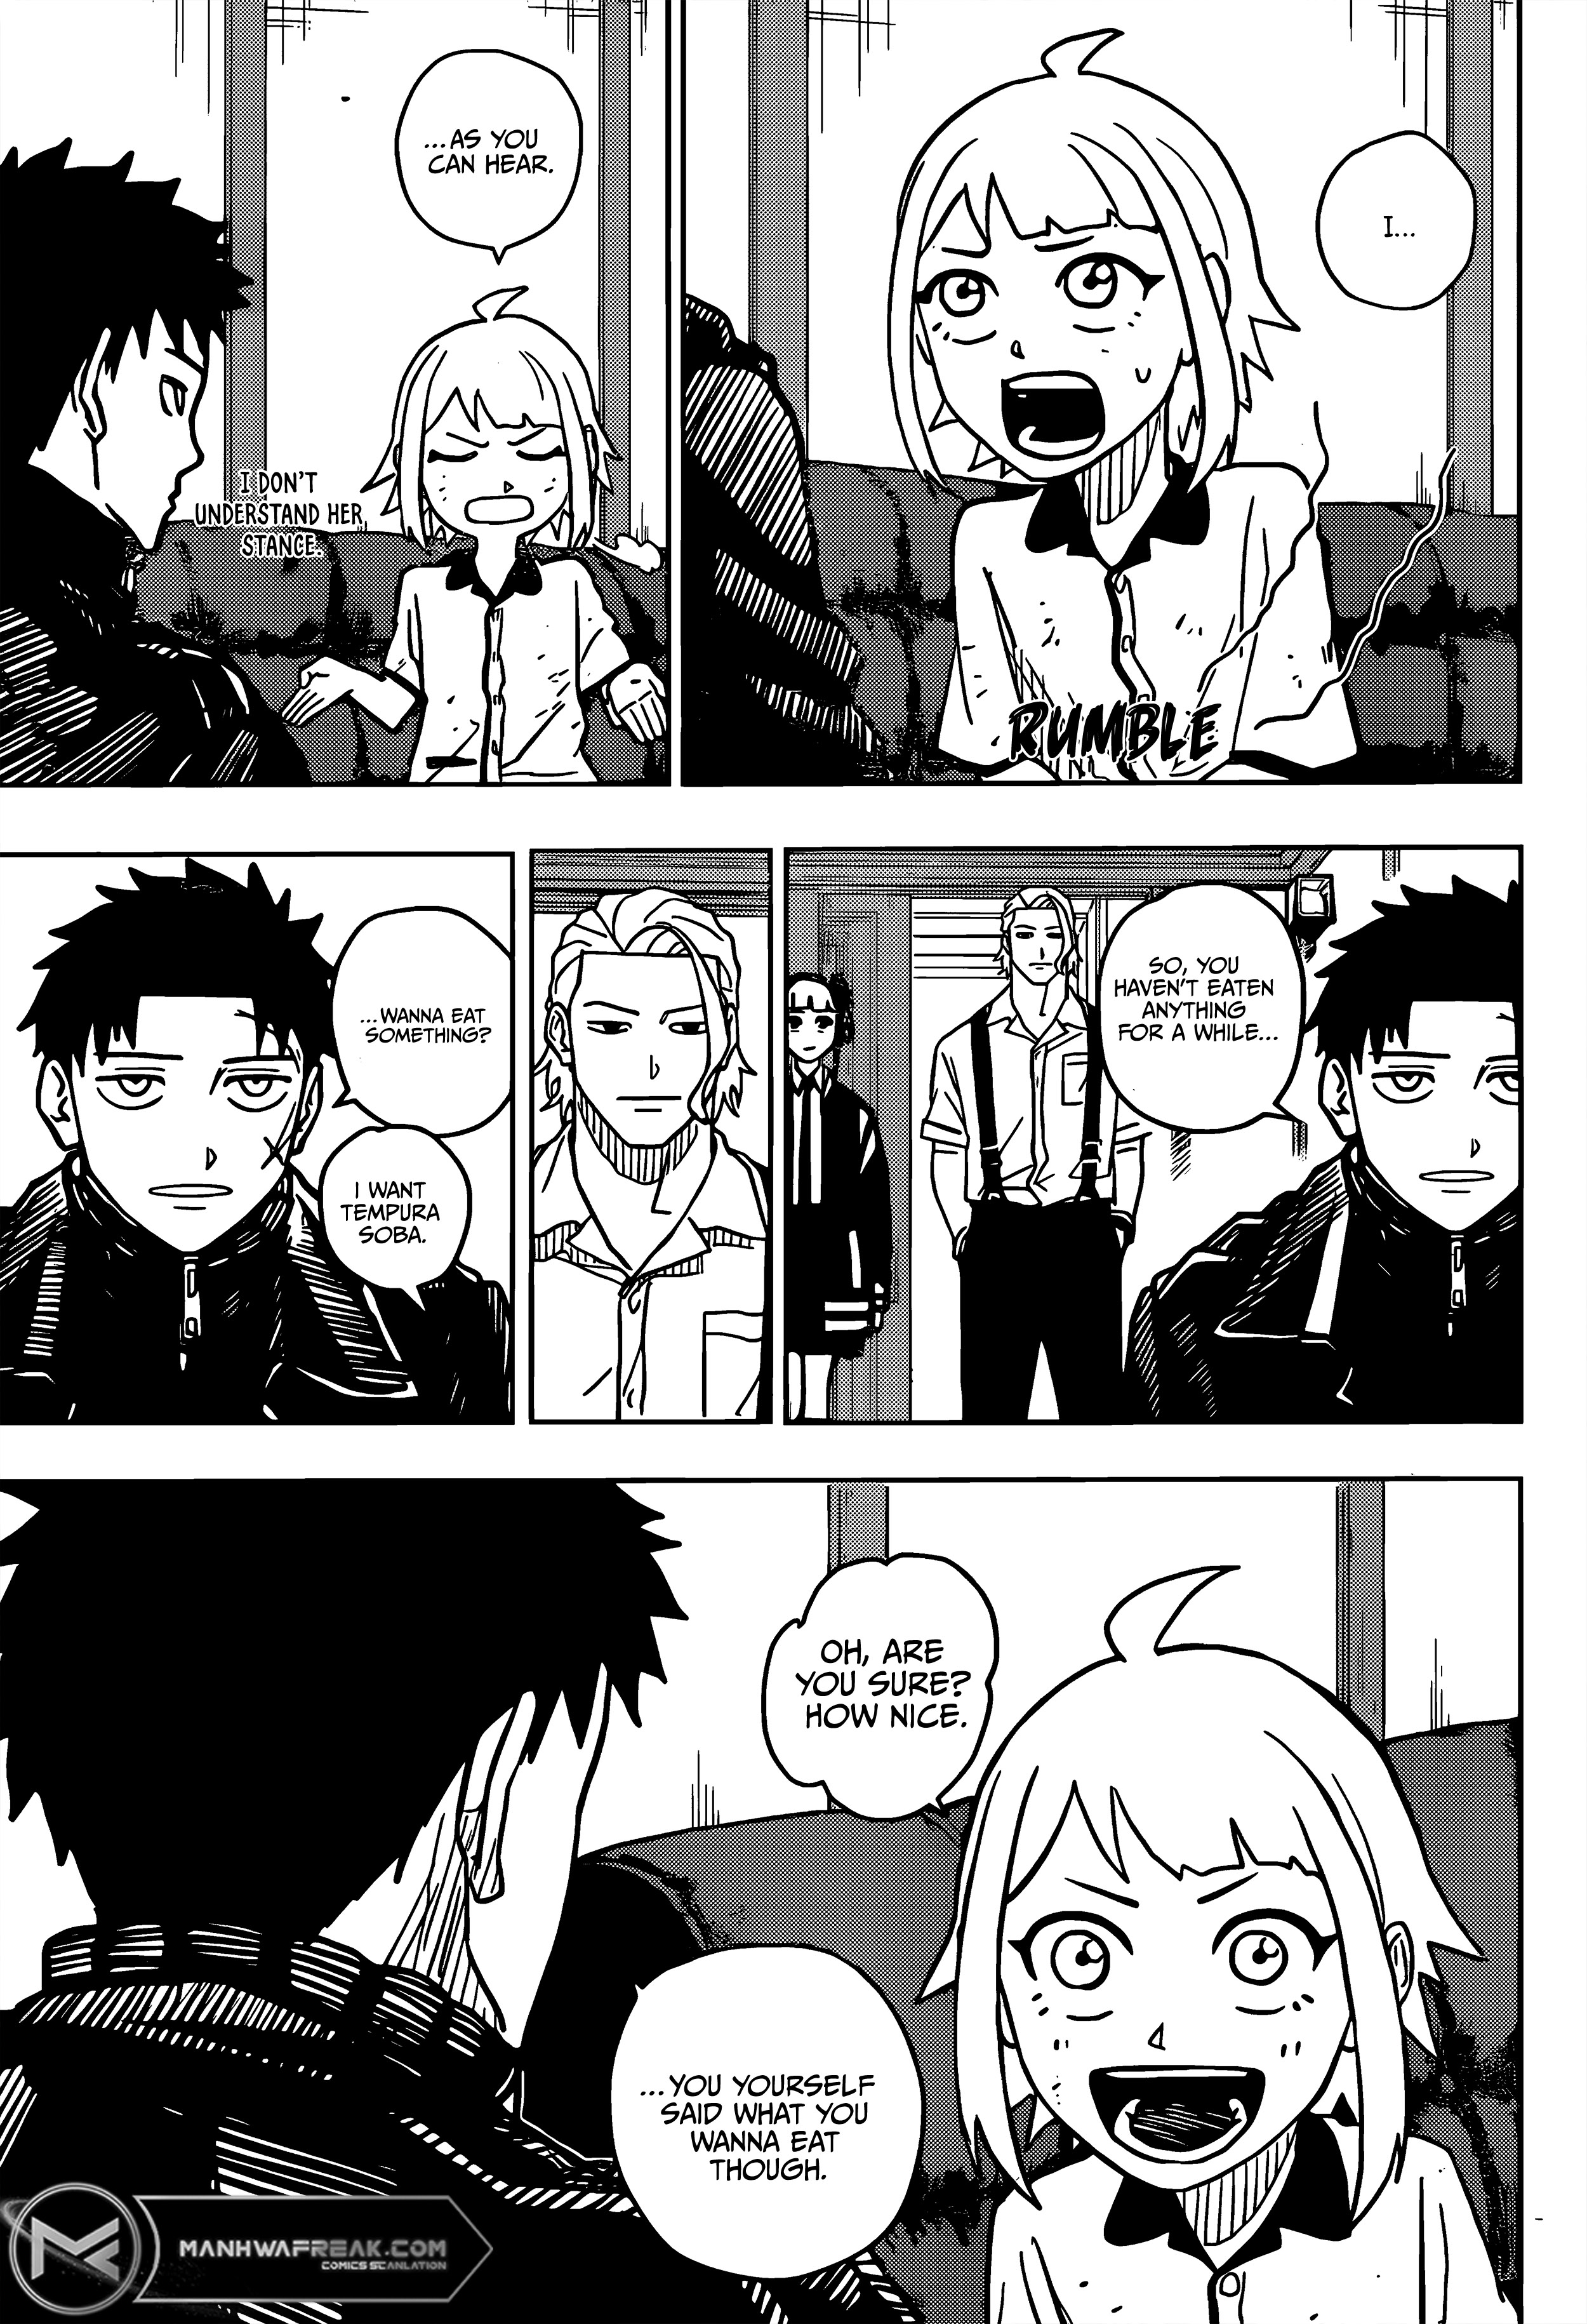 I...
RUMBLE
...AS YOU
CAN HEAR.
I DON'T
UNDERSTAND HER
STANCE.
SO, YOU
HAVEN'T EATEN
ANYTHING
FOR A WHILE...
...WANNA EAT
SOMETHING?
I WANT
TEMPURA
SOBA.
OH, ARE
YOU SURE?
HOW NICE.
...YOU YOURSELF
SAID WHAT YOU
WANNA EAT
THOUGH.
MANHWAFREAK.COM
COMICS SCANLATION